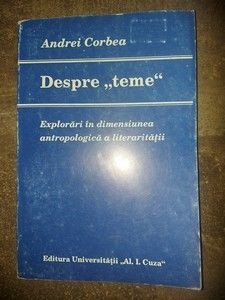 Andrei Corbea
Despre „teme“
Explorări în dimensiunea
antropologică a literarității
Editura Universității „Al. I. Cuza“